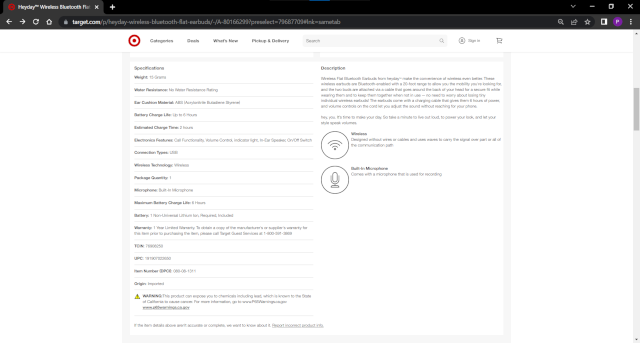 Heyday™ Wireless Bluetooth Flat
target.com/p/heyday-wireless-bluetooth-flat-earbuds/-/A-80166299?preselect=79687709#lnk=sametab
Categories Deals What's New Pickup & Delivery Search Sign in
Specifications
Weight: 15 Grams
Water Resistance: No Water Resistance Rating
Ear Cushion Material: ABS (Acrylonitrile Butadiene Styrene)
Battery Charge Life: Up to 6 hours
Estimated Charge Time: 2 hours
Electronics Features: Call Functionality, Volume Control, Indicator light, In-Ear Speaker, On/Off Switch
Connection Types: USB
Wireless Technology: Wireless
Package Quantity: 1
Microphone: Built-In Microphone
Maximum Battery Charge Life: 6 Hours
Battery: 1 Non-Universal Lithium Ion, Required, Included
Warranty: 1 Year Limited Warranty. To obtain a copy of the manufacturer's or supplier's warranty for
this item prior to purchasing the item, please call Target Guest Services at
TCIN:
UPC:
Item Number (DPCI):
Origin: Imported
WARNING: This product can expose you to chemicals including lead, which is known to the State
of California to cause cancer. For more information, go to www.P65Warnings.ca.gov.
www.p65warnings.ca.gov
If the item details above aren't accurate or complete, we want to know about it. Report incorrect product info.
Description
Wireless Flat Bluetooth Earbuds from heyday™ make the convenience of wireless even better. These
wireless earbuds are Bluetooth-enabled with a foot range to allow you the mobility you're looking for,
and the two buds are attached via a cable that goes around the back of your head for a secure fit while
wearing them and to keep them together when not in use — no need to worry about losing tiny
individual wireless earbuds! The earbuds come with a charging cable that gives them 6 hours of power,
and volume controls on the cord let you adjust the sound without reaching for your phone.
Hey, you. It's time to make your day. So take a minute to live out loud, to power your look, and let your
style speak volumes.
Wireless
Designed without wires or cables and uses waves to carry the signal over part or all of
the communication path
Built-In Microphone
Comes with a microphone that is used for recording